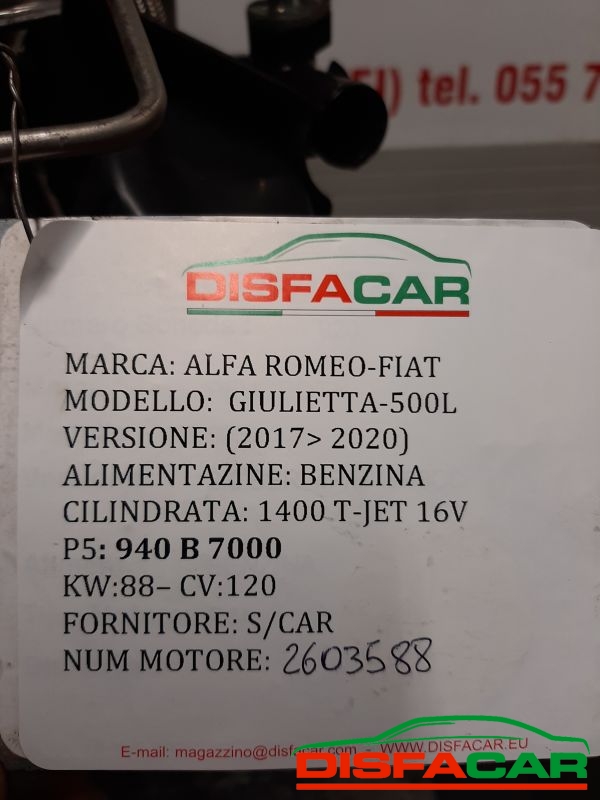 FI) tel. 055 7
DISFACAR
MARCA: ALFA ROMEO-FIAT
MODELLO: GIULIETTA-500L
VERSIONE: (2017> 2020)
ALIMENTAZINE: BENZINA
CILINDRATA: 1400 T-JET 16V
P5: 940 B 7000
KW:88– CV:120
FORNITORE: S/CAR
NUM MOTORE: 2603588
E-mail: magazzino@disfacar.com - WWW.DISFACAR.EU
DISFACAR